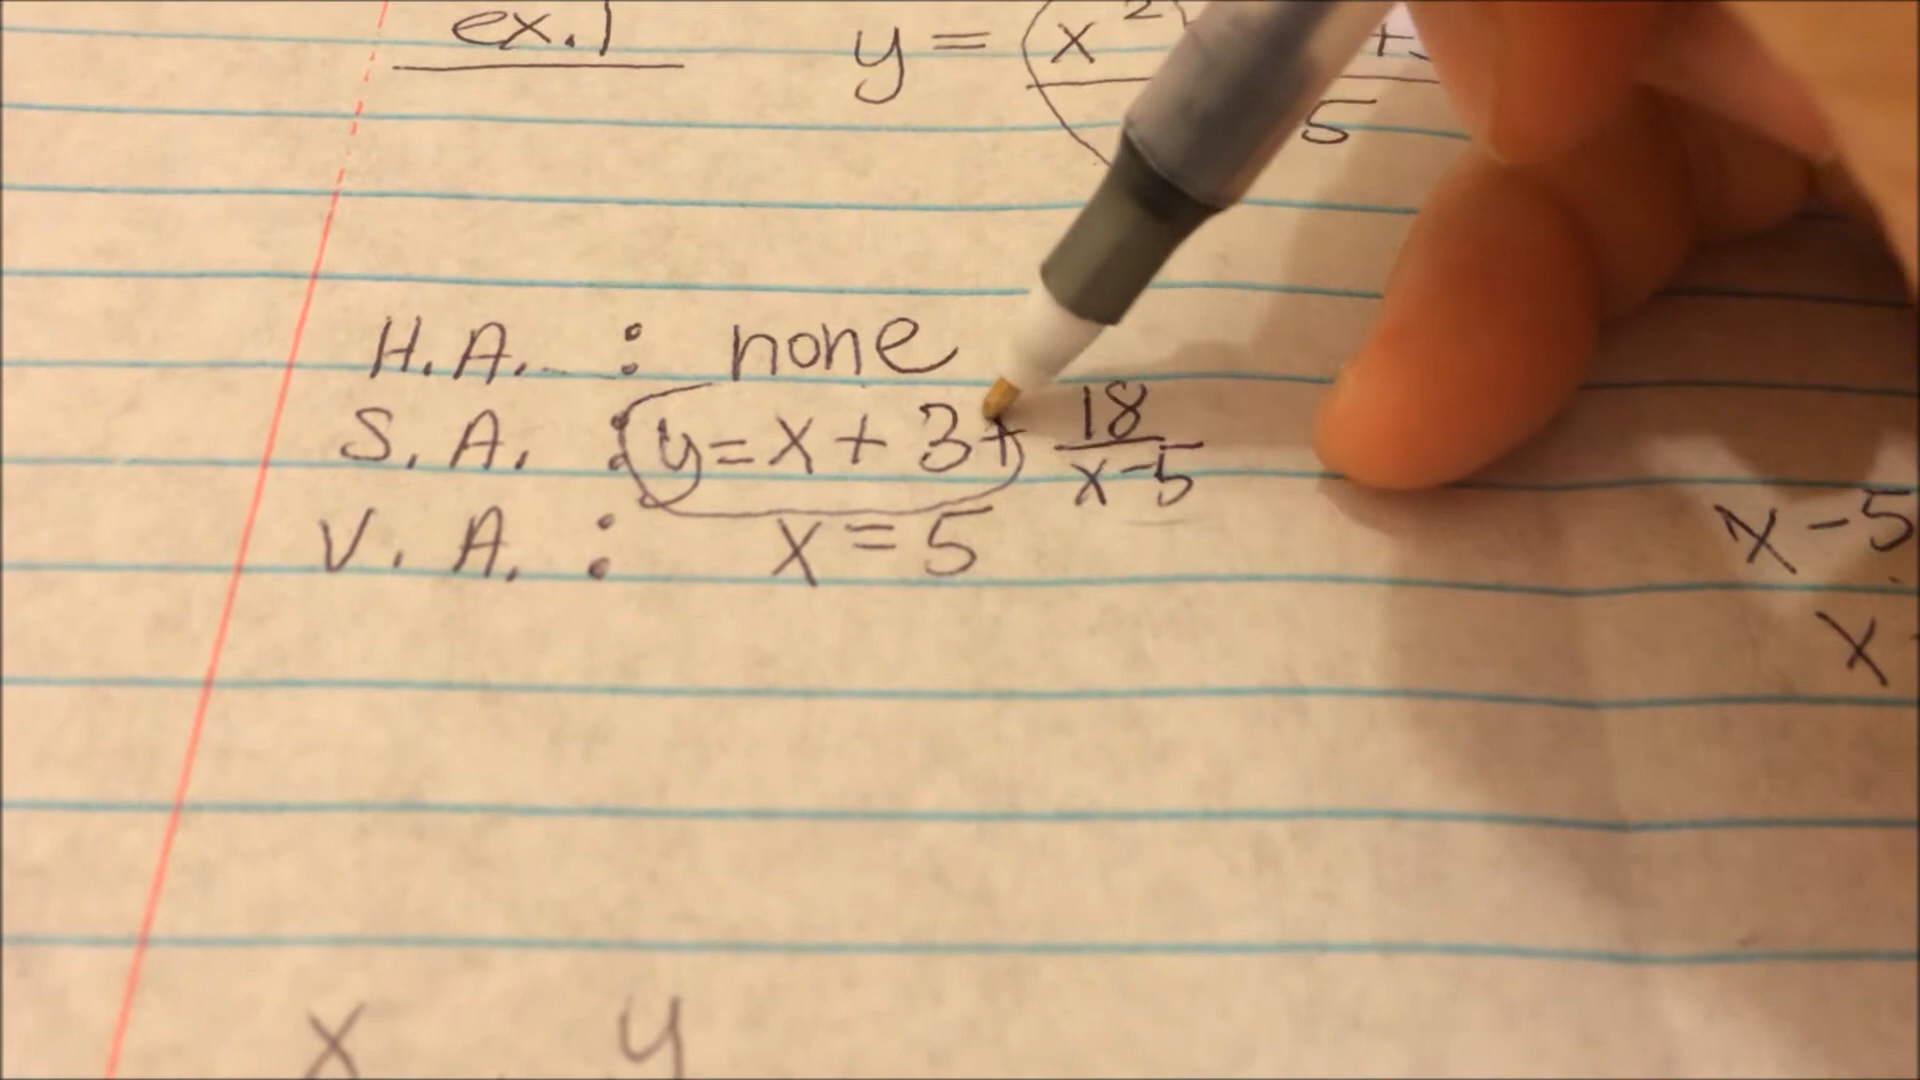 ex.1
y = x² + 5
H.A. : none
S.A. : y = x + 3 + 18/x-5
V.A. : x = 5
x-5
x
x y